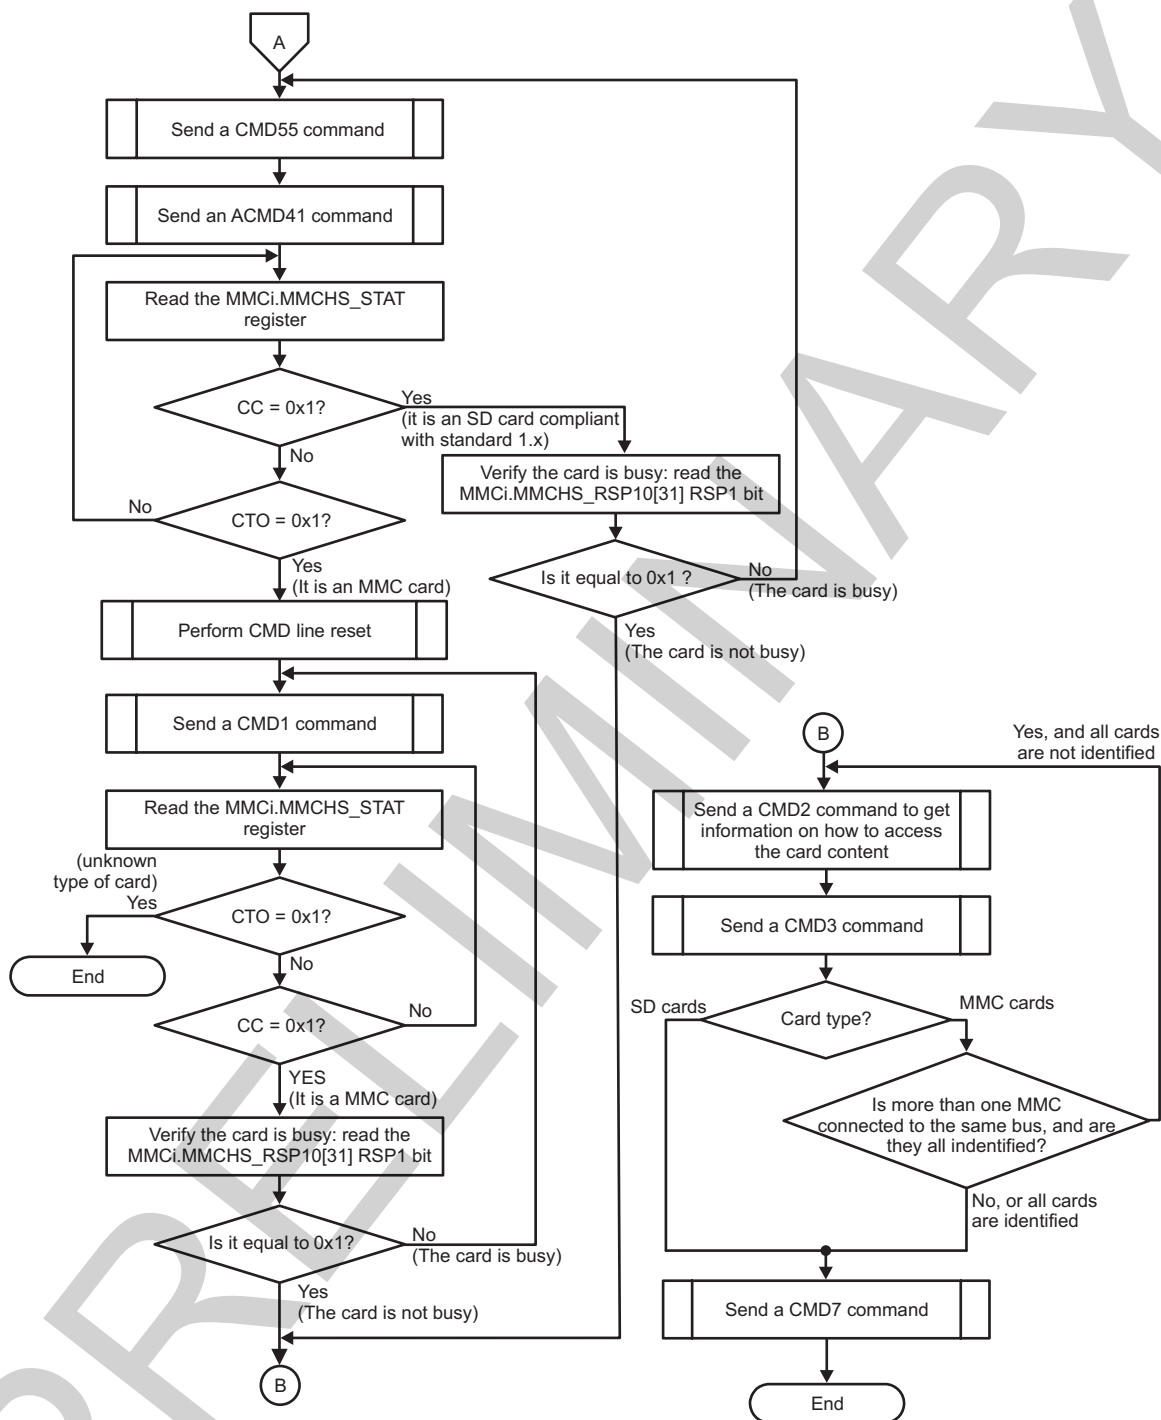 A
Send a CMD55 command
Send an ACMD41 command
Read the MMCi.MMCHS_STAT
register
CC = 0x1?
Yes
(it is an SD card compliant
with standard 1.x)
No
Verify the card is busy: read the
MMCi.MMCHS_RSP10[31] RSP1 bit
No
CTO = 0x1?
Is it equal to 0x1 ?
No
(The card is busy)
Yes
(It is an MMC card)
Yes
(The card is not busy)
Perform CMD line reset
Send a CMD1 command
Read the MMCi.MMCHS_STAT
register
(unknown
type of card)
Yes
CTO = 0x1?
End
No
CC = 0x1?
No
YES
(It is a MMC card)
Verify the card is busy: read the
MMCi.MMCHS_RSP10[31] RSP1 bit
Is it equal to 0x1?
No
(The card is busy)
Yes
(The card is not busy)
B
B
Yes, and all cards
are not identified
Send a CMD2 command to get
information on how to access
the card content
Send a CMD3 command
SD cards
Card type?
MMC cards
Is more than one MMC
connected to the same bus, and are
they all indentified?
No, or all cards
are identified
Send a CMD7 command
End
PRELIMINARY